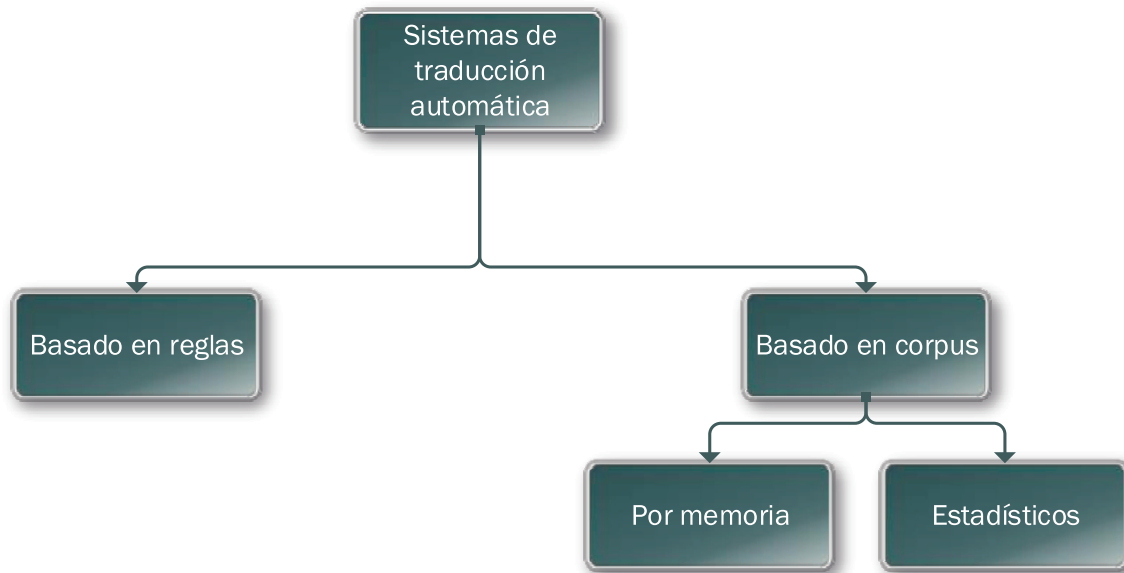 Sistemas de
traducción
automática
Basado en reglas
Basado en corpus
Por memoria
Estadísticos